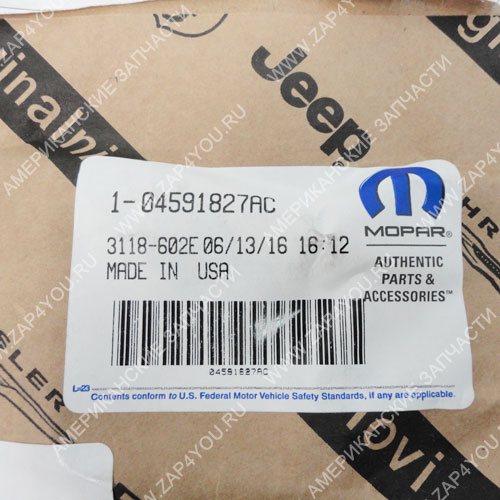 Jeep
1-04591827AC
3118-602E 06/13/16 16:12
MADE IN USA
MOPAR®
AUTHENTIC
PARTS &
ACCESSORIES™
04591827AC
L-23
Contents conform to U.S. Federal Motor Vehicle Safety Standards, if any are applicable.
WWW.ZAP4YOU.RU
АМЕРИКАНСКИЕ ЗАПЧАСТИ